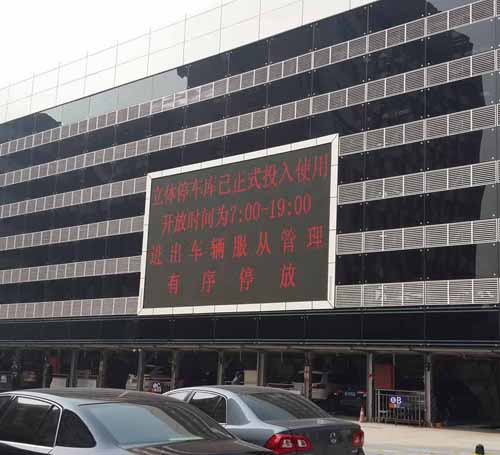 立体停车库已正式投入使用
开放时间为7:00-19:00
进出车辆服从管理
有序停放
B